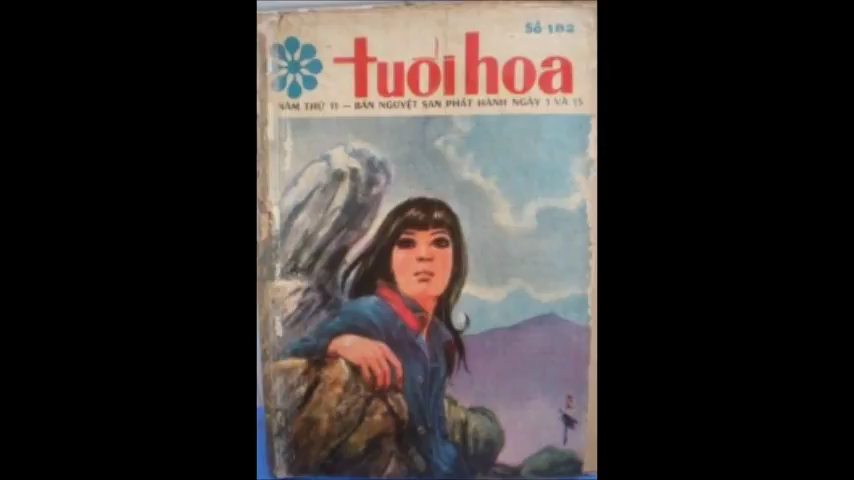 Số 182
tuổi hoa
NĂM THỨ 11 — BÁN NGUYỆT SAN PHÁT HÀNH NGÀY 1 VÀ 15